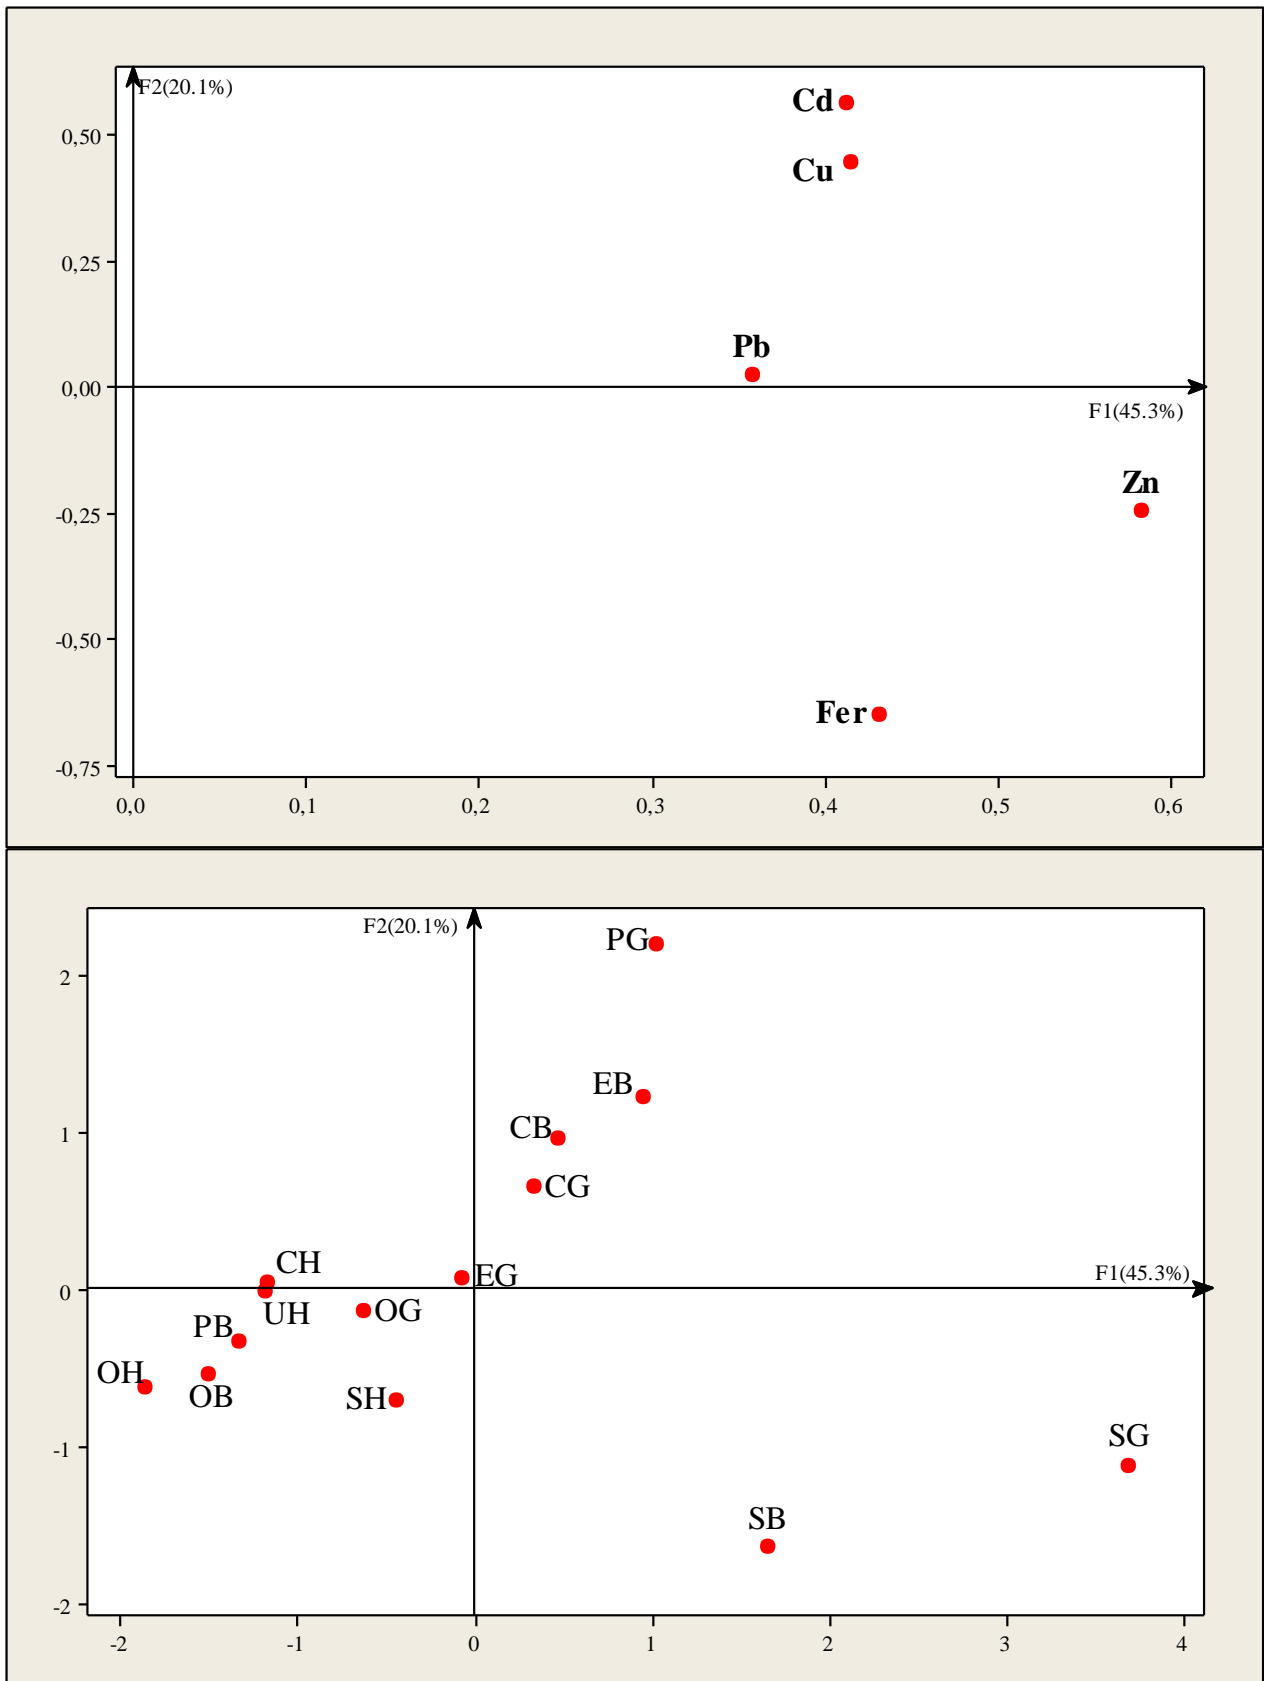 F2(20.1%)
Cd
0,50
Cu
0,25
Pb
0,00
F1(45.3%)
Zn
-0,25
-0,50
Fer
-0,75
0,0 0,1 0,2 0,3 0,4 0,5 0,6
F2(20.1%)
PG
2
EB
CB
1
CG
CH
F1(45.3%)
EG
0
UH
OG
PB
OH
OB
SH
SG
-1
SB
-2
-2 -1 0 1 2 3 4